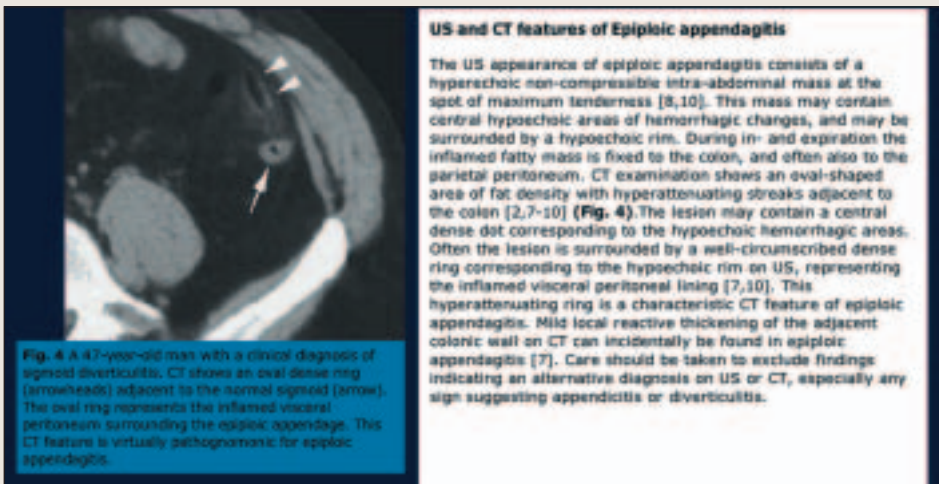 US and CT features of Epiploic appendagitis
The US appearance of epiploic appendagitis consists of a
hyperechoic non-compressible intra-abdominal mass at the
spot of maximum tenderness [8,10]. This mass may contain
central hypoechoic areas of hemorrhagic changes, and may be
surrounded by a hypoechoic rim. During in- and expiration the
inflamed fatty mass is fixed to the colon, and often also to the
parietal peritoneum. CT examination shows an oval-shaped
area of fat density with hyperattenuating streaks adjacent to
the colon [2,7-10] (Fig. 4).The lesion may contain a central
dense dot corresponding to the hypoechoic hemorrhagic areas.
Often the lesion is surrounded by a well-circumscribed dense
ring corresponding to the hypoechoic rim on US, representing
the inflamed visceral peritoneal lining [7,10]. This
hyperattenuating ring is a characteristic CT feature of epiploic
appendagitis. Mild local reactive thickening of the adjacent
colonic wall on CT can incidentally be found in epiploic
appendagitis [7]. Care should be taken to exclude findings
indicating an alternative diagnosis on US or CT, especially any
sign suggesting appendicitis or diverticulitis.
Fig. 4 A 47-year-old man with a clinical diagnosis of
sigmoid diverticulitis. CT shows an oval dense ring
(arrowheads) adjacent to the normal sigmoid (arrow).
The oval ring represents the inflamed visceral
peritoneum surrounding the epiploic appendage. This
CT feature is virtually pathognomonic for epiploic
appendagitis.